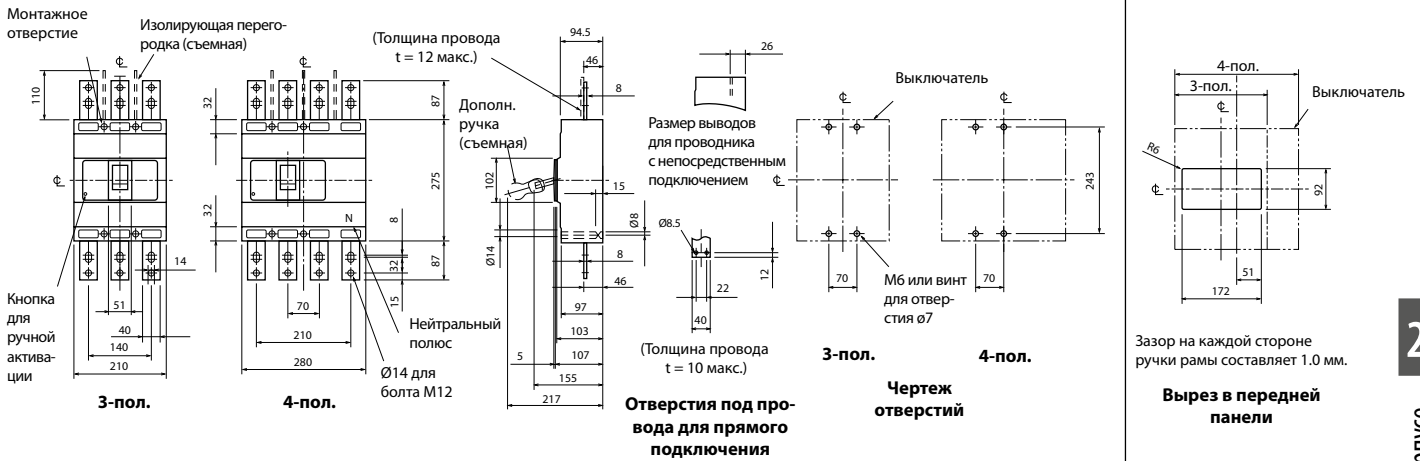 Монтажное
отверстие
Изолирующая перего-
родка (съемная)
110
32
32
Кнопка
для
ручной
актива-
ции
51
40
140
210
14
3-пол.
87
275
87
N
8
32
15
70
210
280
Нейтральный
полюс
Ø14 для
болта М12
4-пол.
(Толщина провода
t = 12 макс.)
94.5
46
8
Дополн.
ручка
(съемная)
102
15
Ø8
Ø14
8
46
97
103
5
107
155
217
26
Размер выводов
для проводника
с непосредственным
подключением
Ø8.5
12
22
40
(Толщина провода
t = 10 макс.)
Отверстия под про-
вода для прямого
подключения
Выключатель
243
70
70
М6 или винт
для отвер-
стия ø7
3-пол.
4-пол.
Чертеж
отверстий
4-пол.
3-пол.
Выключатель
R6
92
51
172
Зазор на каждой стороне
ручки рамы составляет 1.0 мм.
Вырез в передней
панели
2